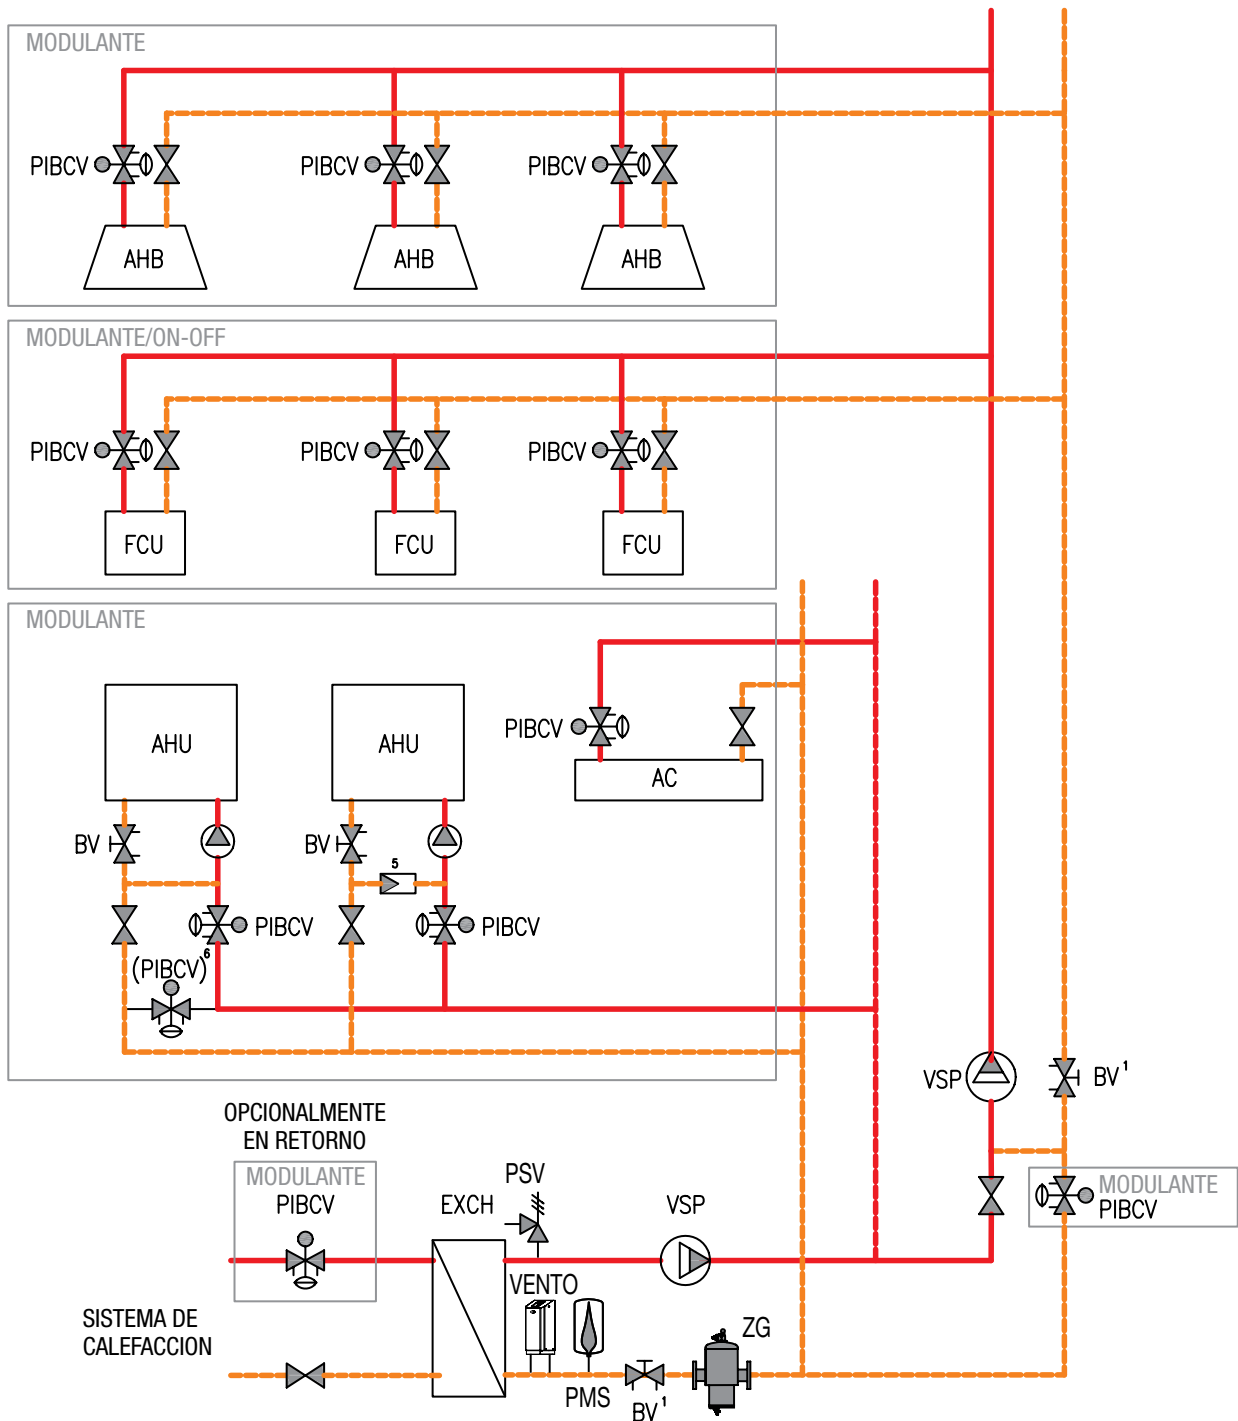 MODULANTE
PIBCV
PIBCV
PIBCV
AHB
AHB
AHB
MODULANTE/ON-OFF
PIBCV
PIBCV
PIBCV
FCU
FCU
FCU
MODULANTE
AHU
AHU
PIBCV
AC
BV
BV
5
PIBCV
PIBCV
(PIBCV)⁶
VSP
BV¹
OPCIONALMENTE
EN RETORNO
MODULANTE
PIBCV
EXCH
PSV
VSP
MODULANTE
PIBCV
VENTO
SISTEMA DE
CALEFACCION
ZG
PMS
BV¹